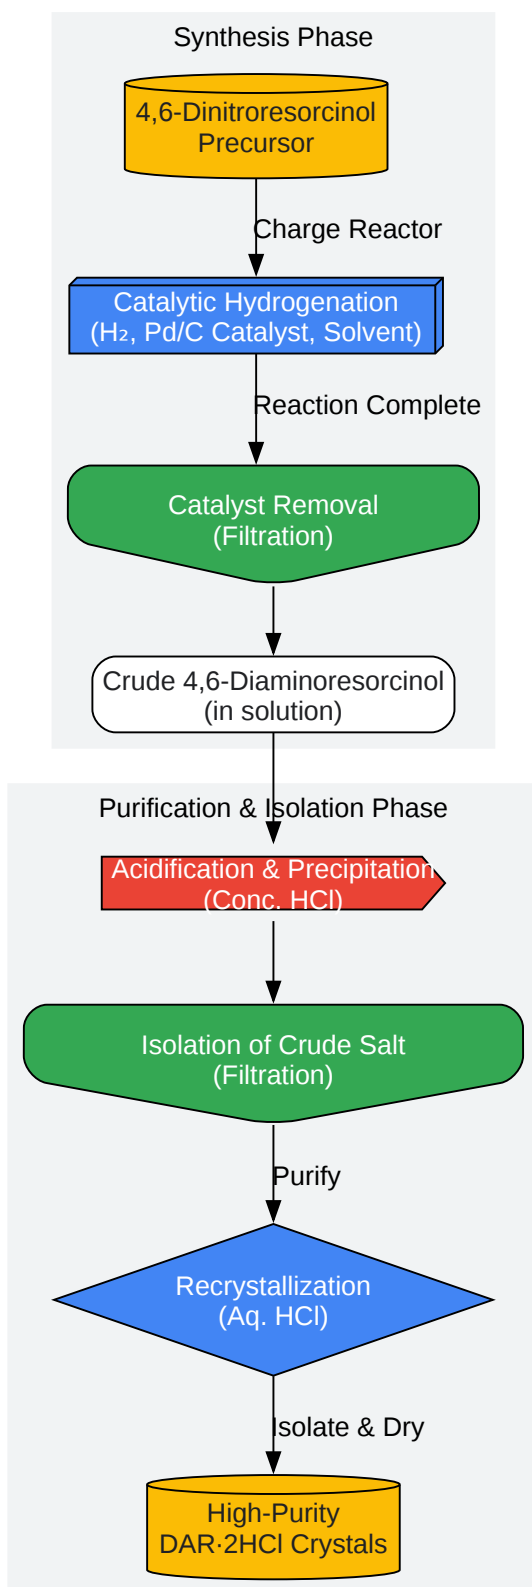 Synthesis Phase
4,6-Dinitroresorcinol
Precursor
Charge Reactor
Catalytic Hydrogenation
(H₂, Pd/C Catalyst, Solvent)
Reaction Complete
Catalyst Removal
(Filtration)
Crude 4,6-Diaminoresorcinol
(in solution)
Purification & Isolation Phase
Acidification & Precipitation
(Conc. HCl)
Isolation of Crude Salt
(Filtration)
Purify
Recrystallization
(Aq. HCl)
Isolate & Dry
High-Purity
DAR·2HCl Crystals